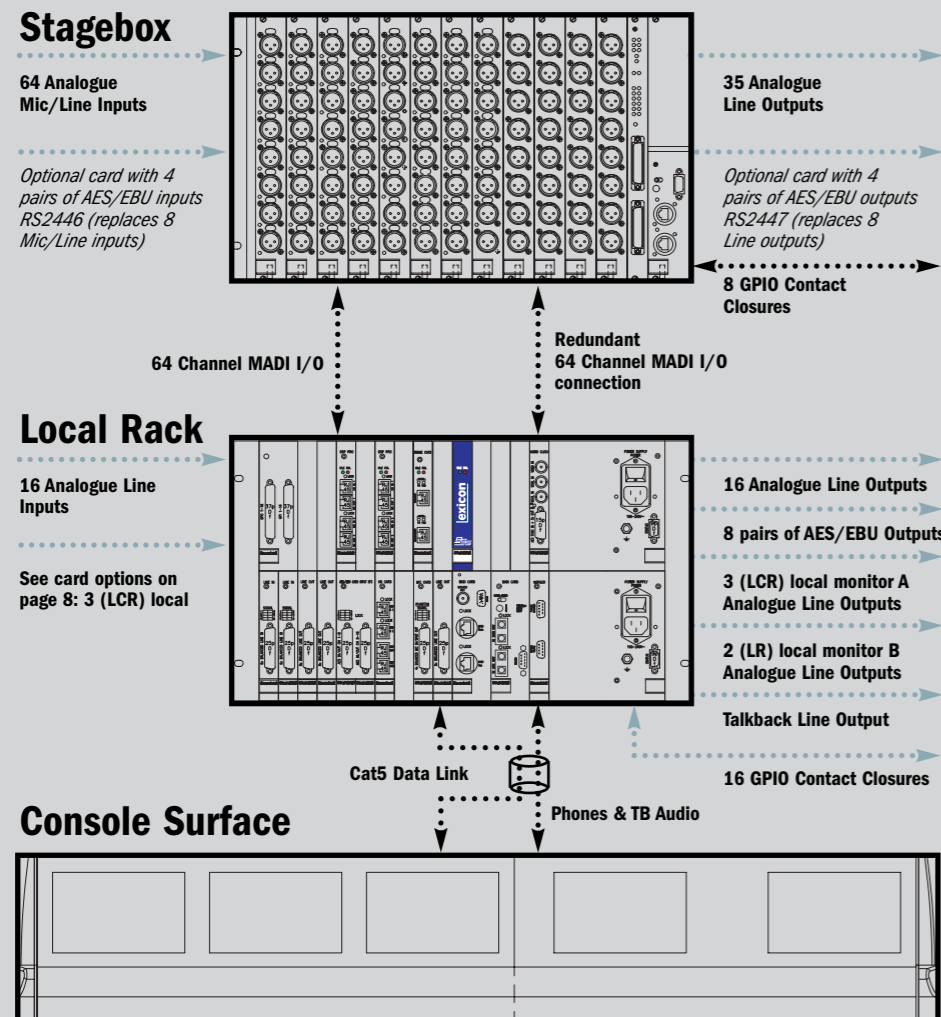 Stagebox
64 Analogue
Mic/Line Inputs
Optional card with 4
pairs of AES/EBU inputs
RS2446 (replaces 8
Mic/Line inputs)
35 Analogue
Line Outputs
Optional card with 4
pairs of AES/EBU outputs
RS2447 (replaces 8
Line outputs)
8 GPIO Contact
Closures
64 Channel MADI I/O
Redundant
64 Channel MADI I/O
connection
Local Rack
16 Analogue Line
Inputs
See card options on
page 8: 3 (LCR) local
lexicon
16 Analogue Line Outputs
8 pairs of AES/EBU Outputs
3 (LCR) local monitor A
Analogue Line Outputs
2 (LR) local monitor B
Analogue Line Outputs
Talkback Line Output
16 GPIO Contact Closures
Cat5 Data Link
Phones & TB Audio
Console Surface